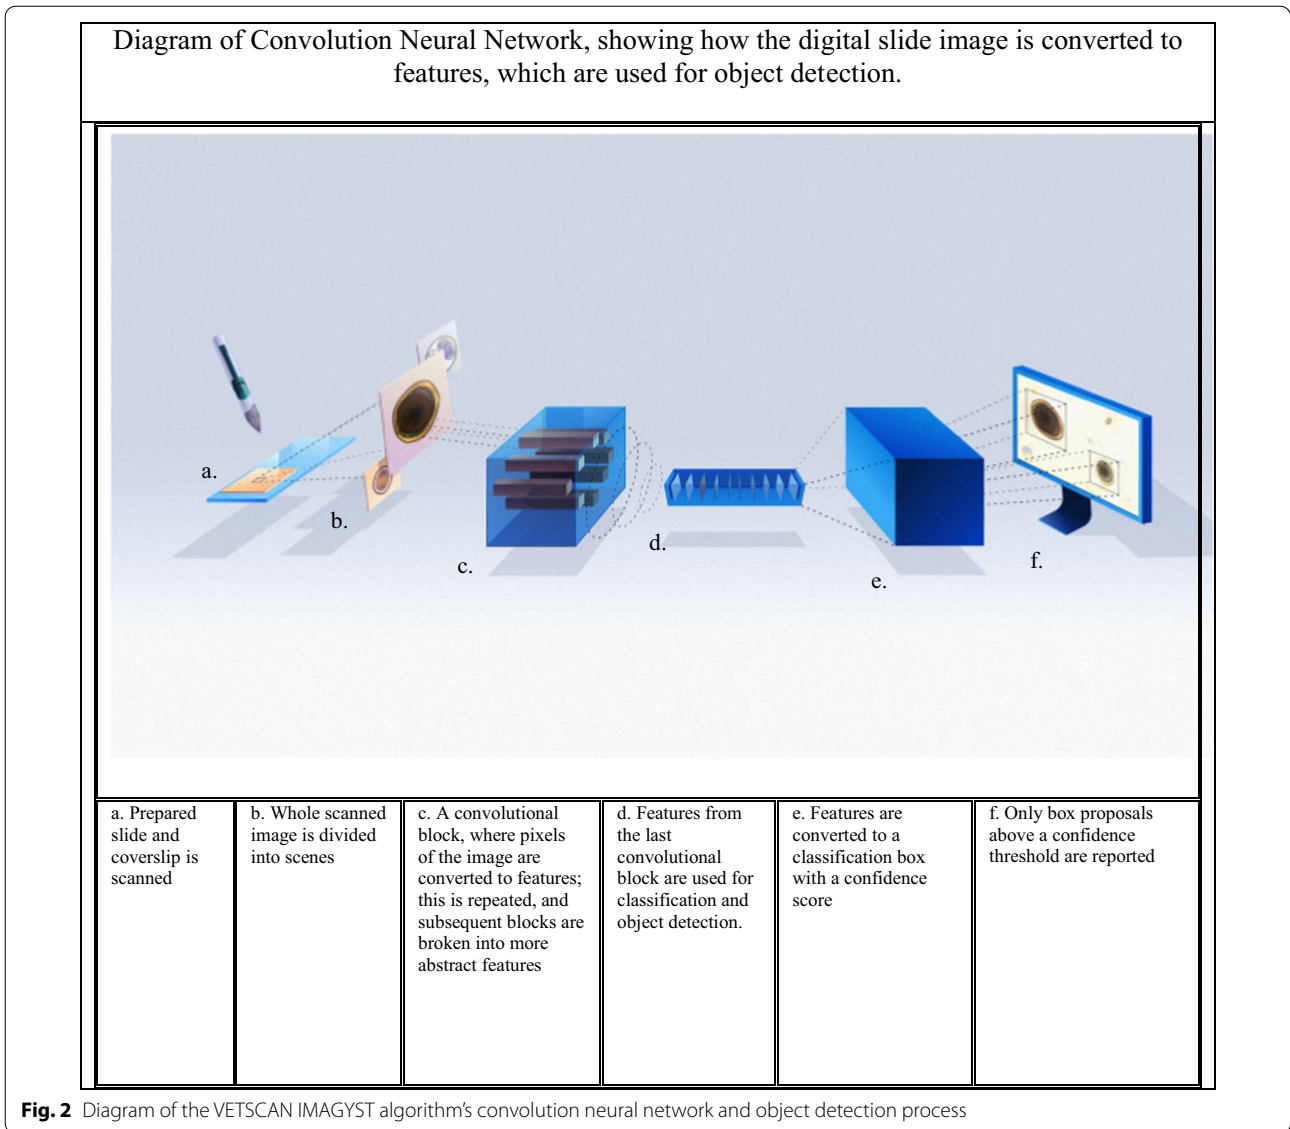 Diagram of Convolution Neural Network, showing how the digital slide image is converted to
features, which are used for object detection.
a.
b.
c.
d.
e.
f.
a. Prepared
slide and
coverslip is
scanned
b. Whole scanned
image is divided
into scenes
c. A convolutional
block, where pixels
of the image are
converted to features;
this is repeated, and
subsequent blocks are
broken into more
abstract features
d. Features from
the last
convolutional
block are used for
classification and
object detection.
e. Features are
converted to a
classification box
with a confidence
score
f. Only box proposals
above a confidence
threshold are reported
Fig. 2 Diagram of the VETSCAN IMAGYST algorithm's convolution neural network and object detection process